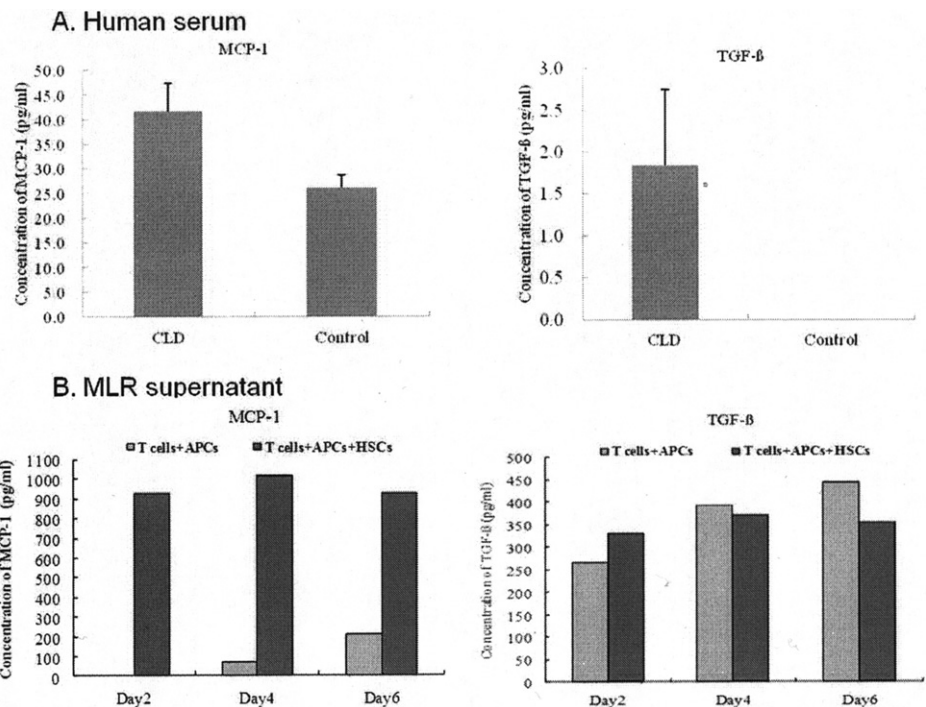 A. Human serum
MCP-1
Concentration of MCP-1 (pg/ml)
50.0
45.0
40.0
35.0
30.0
25.0
20.0
15.0
10.0
5.0
0.0
CLD
Control
TGF-ß
Concentration of TGF-ß (pg/ml)
3.0
2.5
2.0
1.5
1.0
0.5
0.0
CLD
Control
B. MLR supernatant
MCP-1
T cells+APCs
T cells+APCs+HSCs
Concentration of MCP-1 (pg/ml)
1100
1000
900
800
700
600
500
400
300
200
100
0
Day2
Day4
Day6
TGF-ß
T cells+APCs
T cells+APCs+HSCs
Concentration of TGF-ß (pg/ml)
500
450
400
350
300
250
200
150
100
50
0
Day2
Day4
Day6